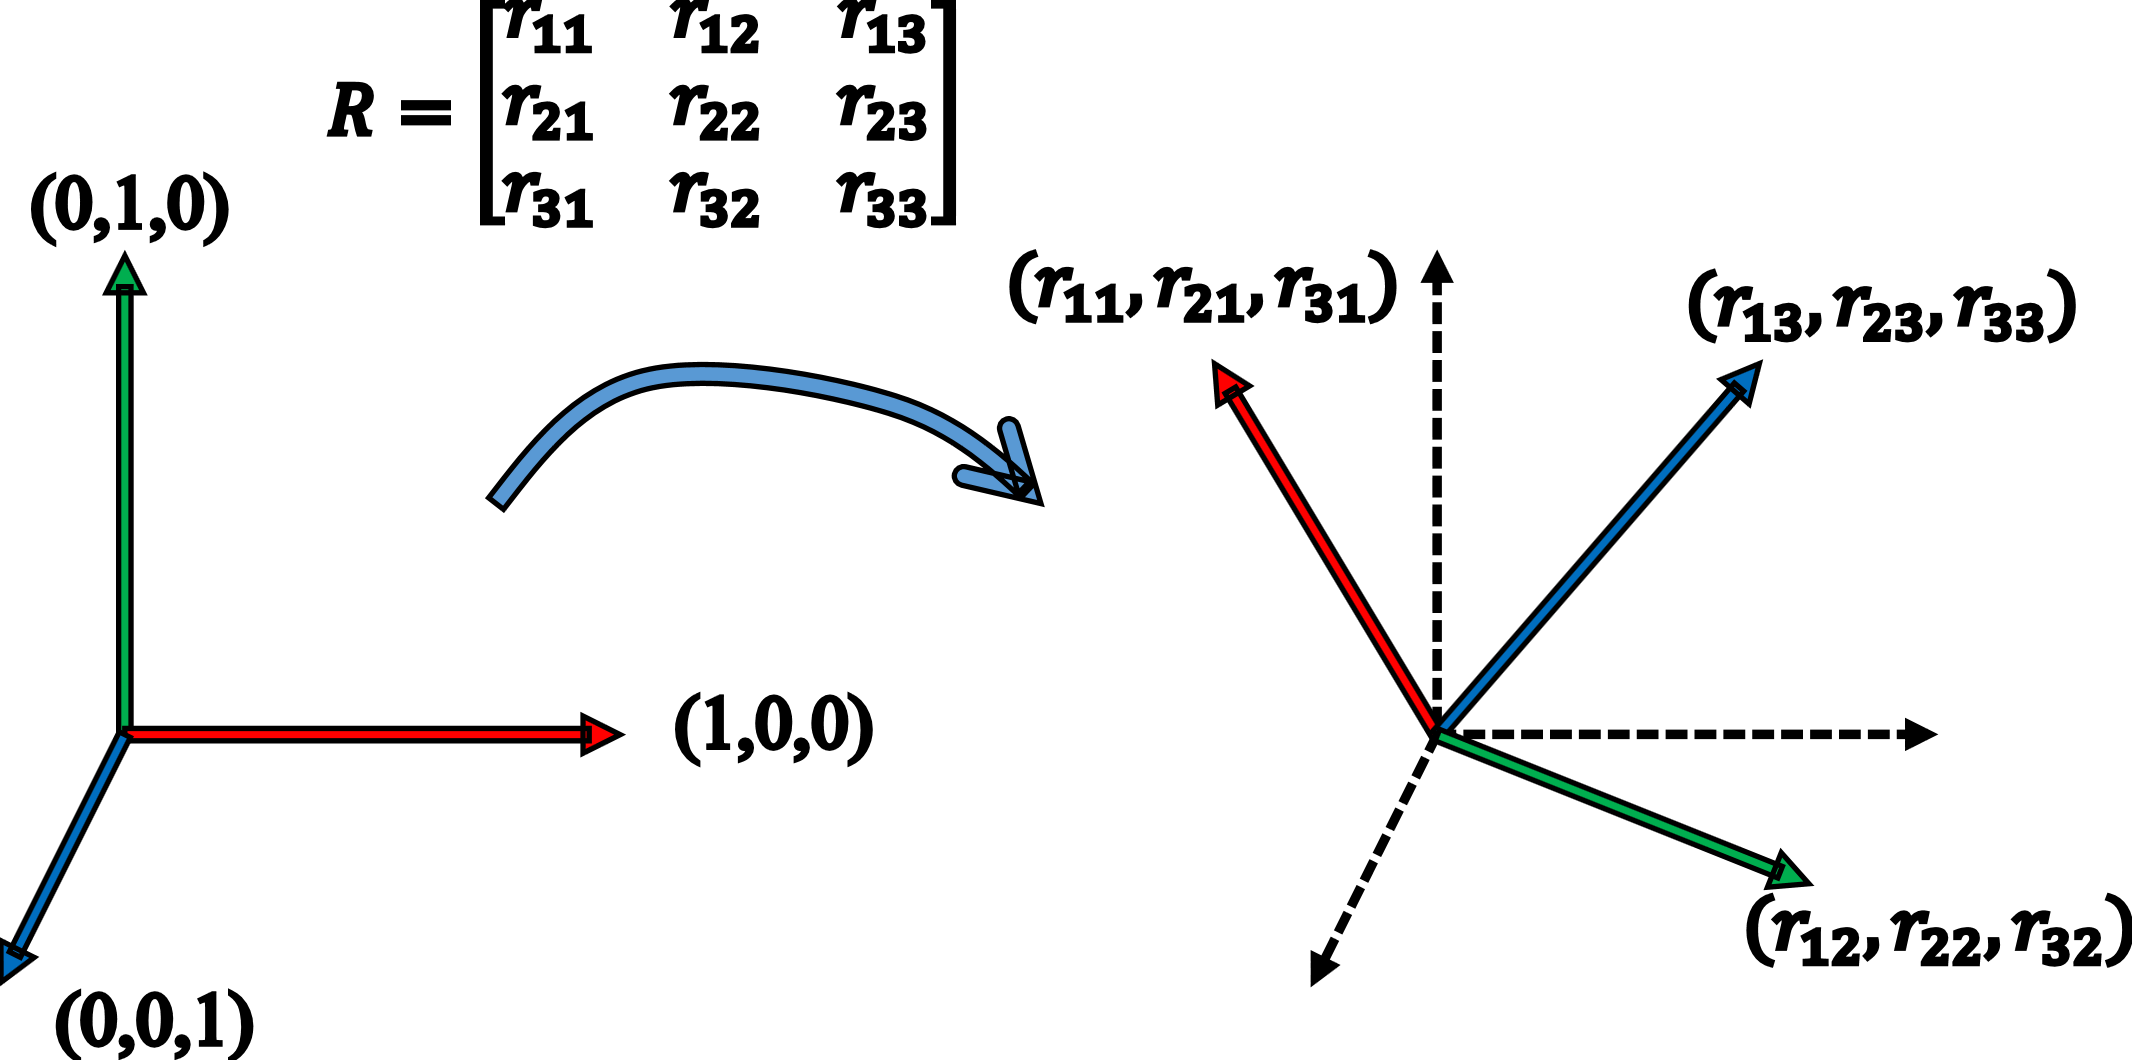 r11 r12 r13
R = r21 r22 r23
r31 r32 r33
(0,1,0)
(r11, r21, r31)
(r13, r23, r33)
(1,0,0)
(r12, r22, r32)
(0,0,1)